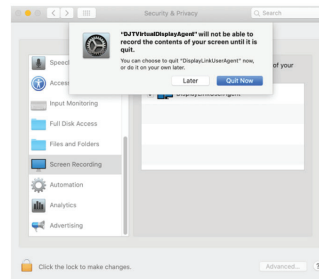 Security & Privacy
Search
"DJTVirtualDisplayAgent" will not be able to
record the contents of your screen until it is
quit.
You can choose to quit "DisplayLinkUserAgent" now,
or do it on your own later.
Later
Quit Now
of your
Speech
Access
DisplayLinkUserAgent
Input Monitoring
Full Disk Access
Files and Folders
Screen Recording
Automation
Analytics
Advertising
Click the lock to make changes.
Advanced...